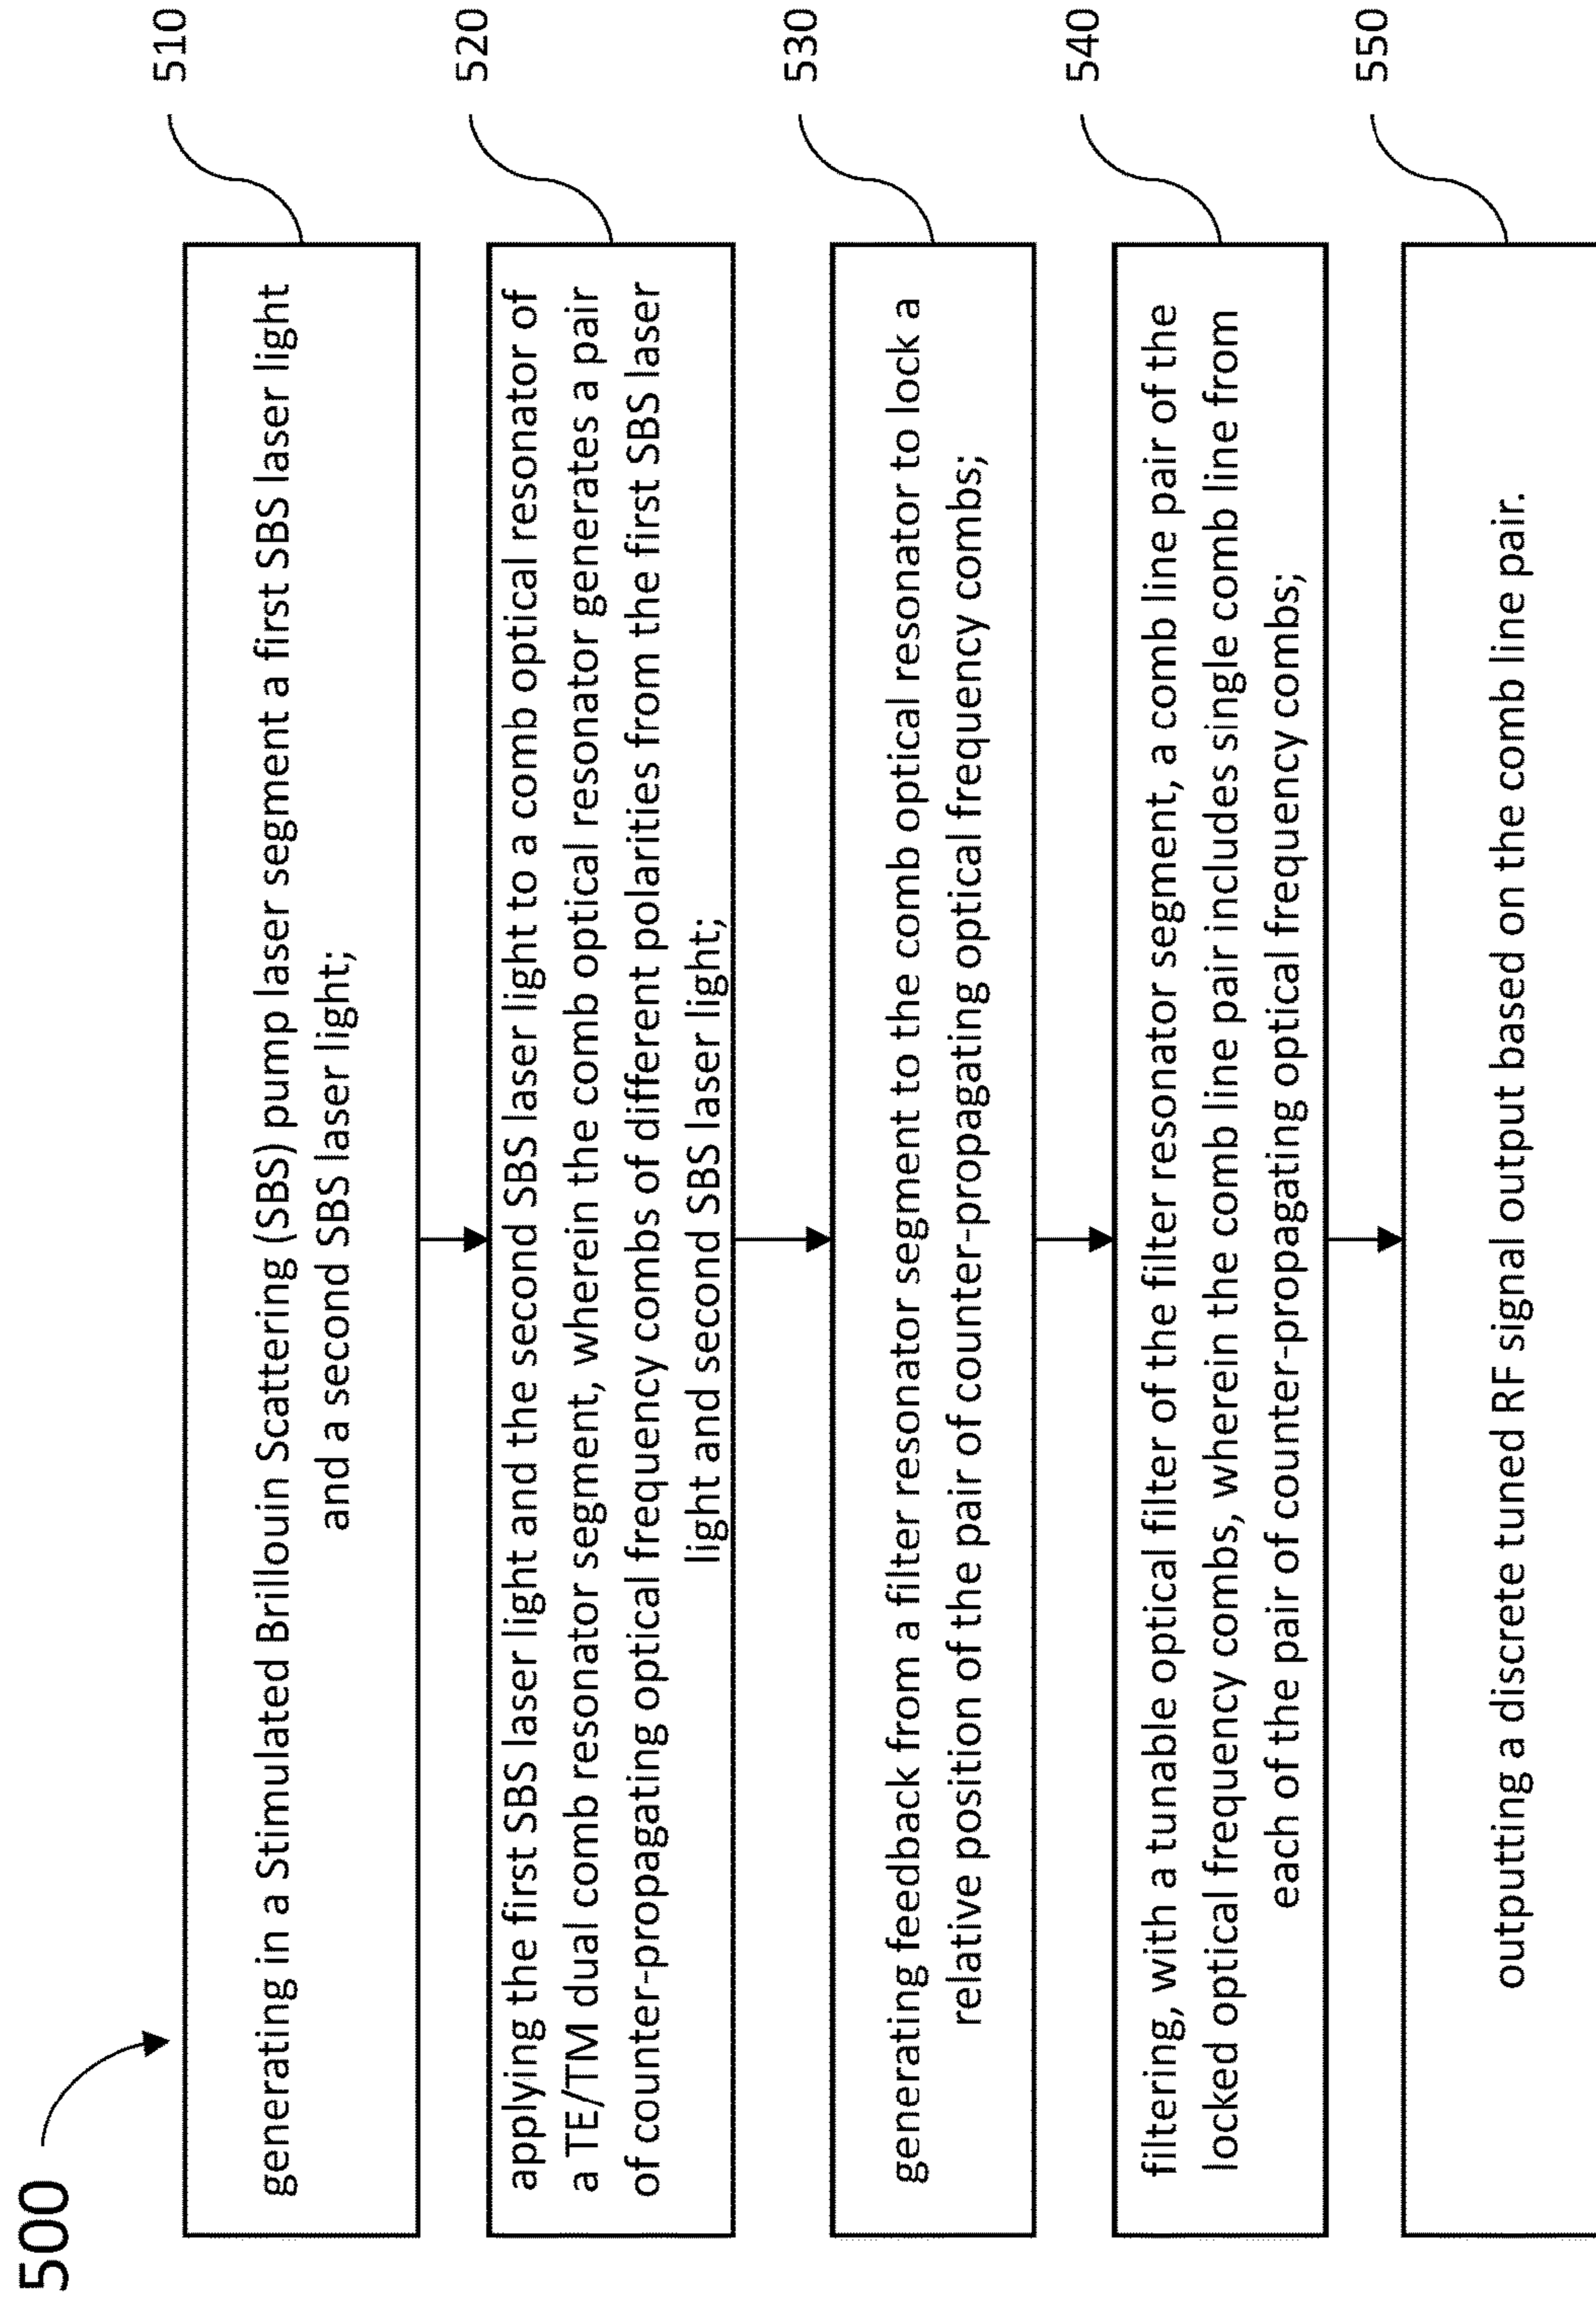 500
510
generating in a Stimulated Brillouin Scattering (SBS) pump laser segment a first SBS laser light
and a second SBS laser light;
520
applying the first SBS laser light and the second SBS laser light to a comb optical resonator of
a TE/TM dual comb resonator segment, wherein the comb optical resonator generates a pair
of counter-propagating optical frequency combs of different polarities from the first SBS laser
light and second SBS laser light;
530
generating feedback from a filter resonator segment to the comb optical resonator to lock a
relative position of the pair of counter-propagating optical frequency combs;
540
filtering, with a tunable optical filter of the filter resonator segment, a comb line pair of the
locked optical frequency combs, wherein the comb line pair includes single comb line from
each of the pair of counter-propagating optical frequency combs;
550
outputting a discrete tuned RF signal output based on the comb line pair.